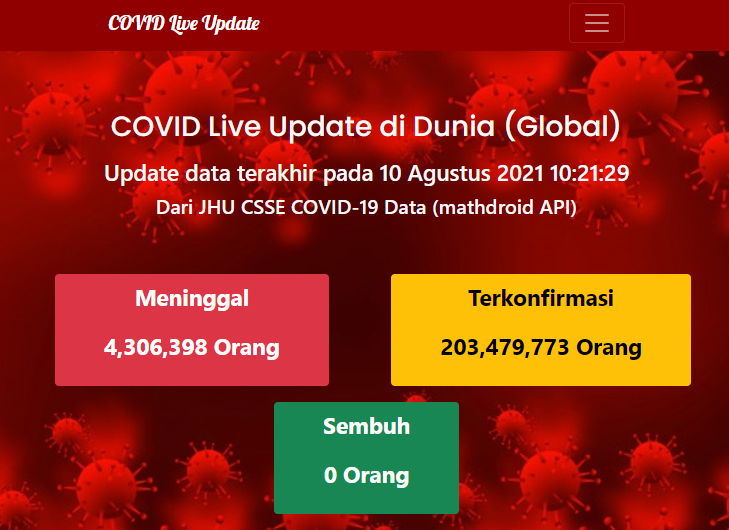 COVID Live Update
COVID Live Update di Dunia (Global)
Update data terakhir pada 10 Agustus 2021 10:21:29
Dari JHU CSSE COVID-19 Data (mathdroid API)
Meninggal
4,306,398 Orang
Terkonfirmasi
203,479,773 Orang
Sembuh
0 Orang